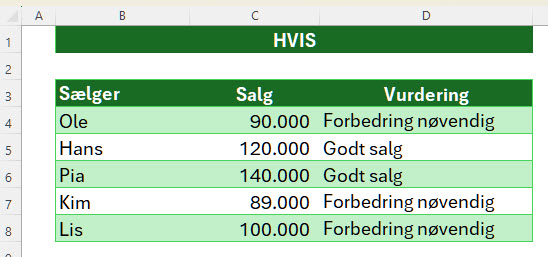 A B C D
1 HVIS
2
3 Sælger Salg Vurdering
4 Ole 90.000 Forbedring nøvendig
5 Hans 120.000 Godt salg
6 Pia 140.000 Godt salg
7 Kim 89.000 Forbedring nøvendig
8 Lis 100.000 Forbedring nøvendig